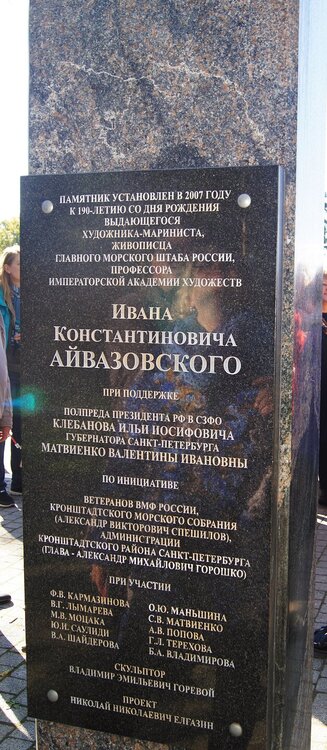 ПАМЯТНИК УСТАНОВЛЕН В 2007 ГОДУ
К 190-ЛЕТИЮ СО ДНЯ РОЖДЕНИЯ
ВЫДАЮЩЕГОСЯ
ХУДОЖНИКА-МАРИНИСТА,
ЖИВОПИСЦА
ГЛАВНОГО МОРСКОГО ШТАБА РОССИИ,
ПРОФЕССОРА
ИМПЕРАТОРСКОЙ АКАДЕМИИ ХУДОЖЕСТВ
ИВАНА
КОНСТАНТИНОВИЧА
АЙВАЗОВСКОГО
ПРИ ПОДДЕРЖКЕ
ПОЛПРЕДА ПРЕЗИДЕНТА РФ В СЗФО
КЛЕБАНОВА ИЛЬИ ИОСИФОВИЧА
ГУБЕРНАТОРА САНКТ-ПЕТЕРБУРГА
МАТВИЕНКО ВАЛЕНТИНЫ ИВАНОВНЫ
ПО ИНИЦИАТИВЕ
ВЕТЕРАНОВ ВМФ РОССИИ,
КРОНШТАДТСКОГО МОРСКОГО СОБРАНИЯ
(АЛЕКСАНДР ВИКТОРОВИЧ СПЕШИЛОВ),
АДМИНИСТРАЦИИ
КРОНШТАДТСКОГО РАЙОНА САНКТ-ПЕТЕРБУРГА
(ГЛАВА - АЛЕКСАНДР МИХАЙЛОВИЧ ГОРОШКО)
ПРИ УЧАСТИИ
Ф.В. КАРМАЗИНОВА
В.Г. ЛЫМАРЕВА
М.В. МОЦАКА
Ю.И. САУЛИДИ
В.А. ШАЙДЕРОВА
О.Ю. МАНЬШИНА
С.В. МАТВИЕНКО
А.В. ПОПОВА
Г.Л. ТЕРЕХОВА
Б.А. ВЛАДИМИРОВА
СКУЛЬПТОР
ВЛАДИМИР ЭМИЛЬЕВИЧ ГОРЕВОЙ
ПРОЕКТ
НИКОЛАЙ НИКОЛАЕВИЧ ЕЛГАЗИН